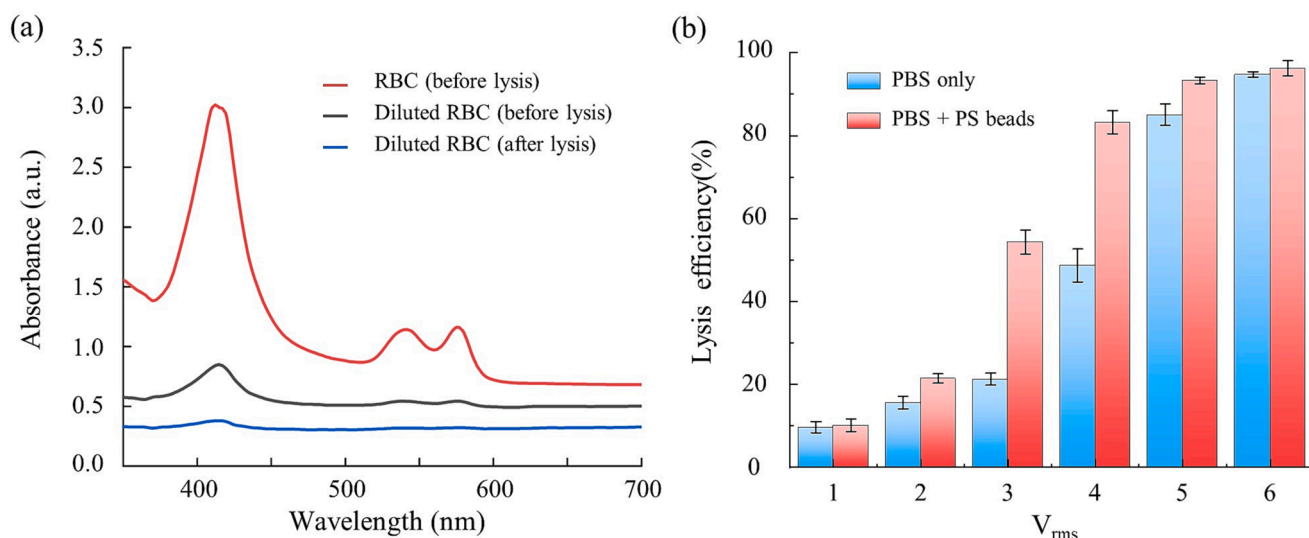 (a)
3.5
3.0
2.5
2.0
1.5
1.0
0.5
0.0
Absorbance (a.u.)
RBC (before lysis)
Diluted RBC (before lysis)
Diluted RBC (after lysis)
400
500
600
700
Wavelength (nm)
(b)
100
80
60
40
20
0
Lysis efficiency(%)
PBS only
PBS + PS beads
1
2
3
4
5
6
Vrms